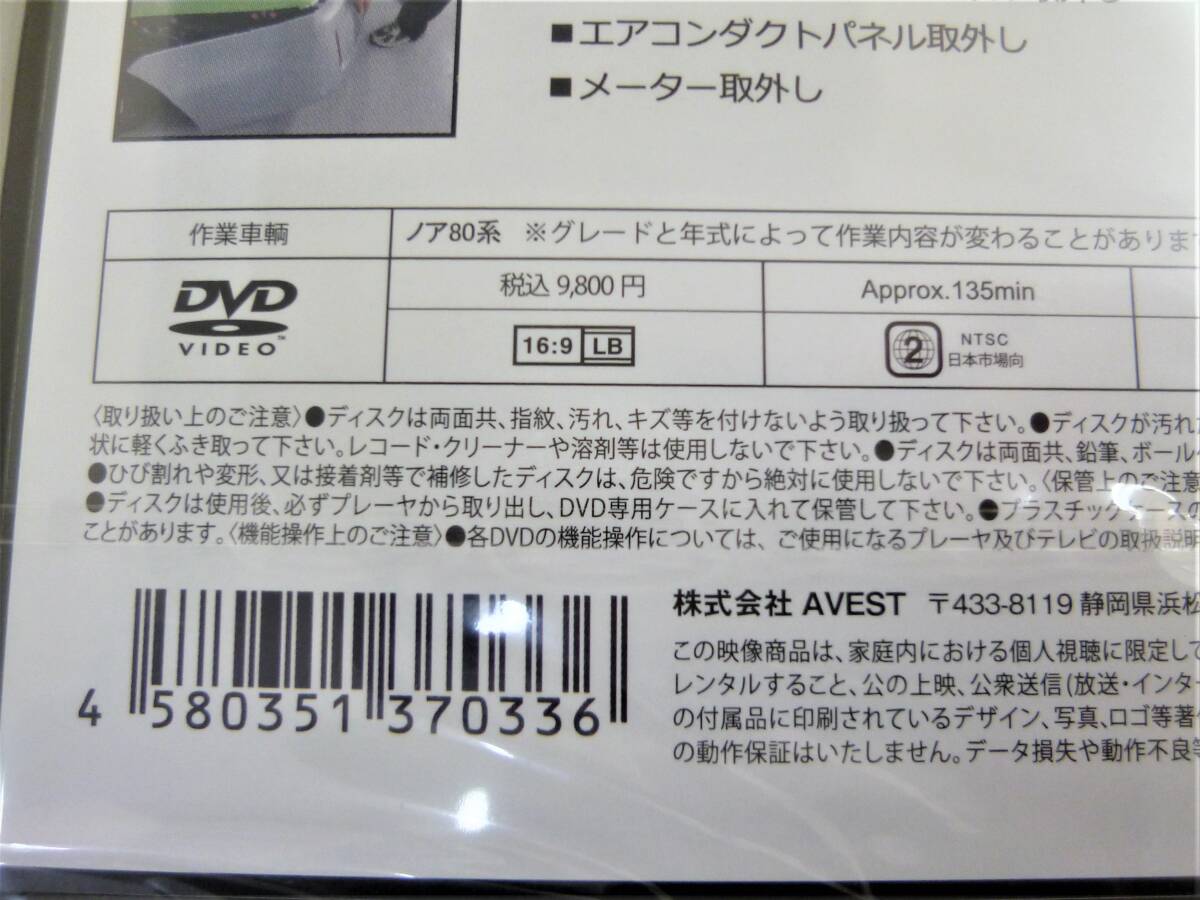 ■エアコンダクトパネル取外し
■メーター取外し
作業車輌
ノア80系 ※グレードと年式によって作業内容が変わることがありま
DVD
VIDEO
TM
税込 9,800 円
Approx.135min
16:9 LB
2
NTSC
日本市場向
〈取り扱い上のご注意〉●ディスクは両面共、指紋、汚れ、キズ等を付けないよう取り扱って下さい。●ディスクが汚れ
状に軽くふき取って下さい。レコード・クリーナーや溶剤等は使用しないで下さい。●ディスクは両面共、鉛筆、ボール
●ひび割れや変形、又は接着剤等で補修したディスクは、危険ですから絶対に使用しないで下さい。〈保管上のご注意
●ディスクは使用後、必ずプレーヤから取り出し、DVD専用ケースに入れて保管して下さい。●プラスチックケースの
ことがあります。〈機能操作上のご注意〉●各DVDの機能操作については、ご使用になるプレーヤ及びテレビの取扱説明
4 580351 370336
株式会社 AVEST 〒433-8119 静岡県浜松
この映像商品は、家庭内における個人視聴に限定して
レンタルすること、公の上映、公衆送信(放送・インター
の付属品に印刷されているデザイン、写真、ロゴ等著
の動作保証はいたしません。データ損失や動作不良等